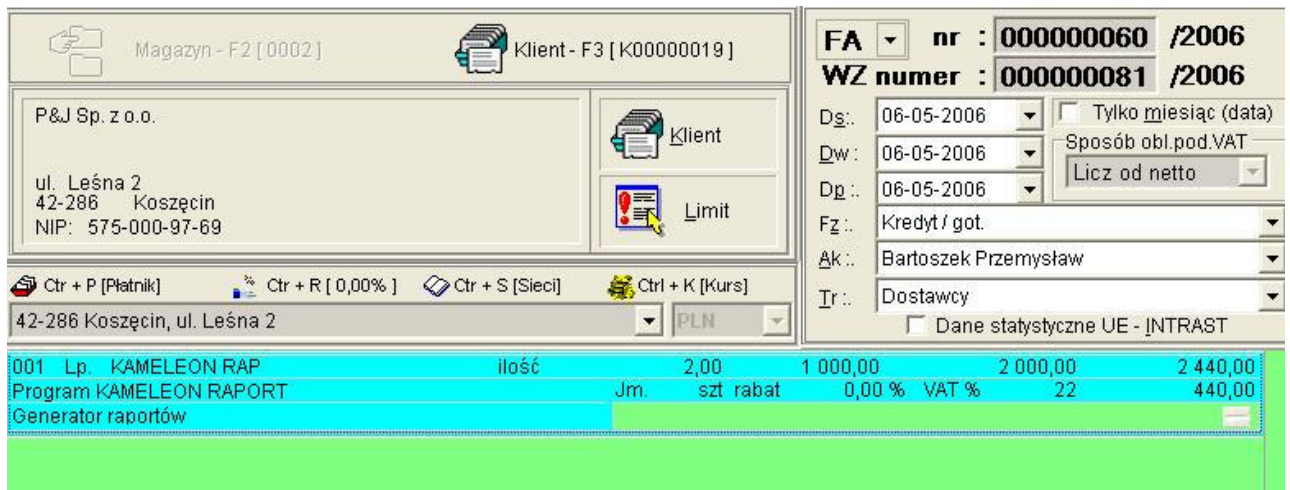 Magazyn - F2 [ 0002 ]
Klient - F3 [ K00000019 ]
P&J Sp. z o.o.
ul. Leśna 2
42-286 Koszęcin
NIP: 575-000-97-69
Klient
Limit
Ctr + P [Płatnik] Ctr + R [ 0,00% ] Ctr + S [Sieci] Ctrl + K [Kurs]
42-286 Koszęcin, ul. Leśna 2 PLN
FA nr : 000000060 /2006
WZ numer : 000000081 /2006
Ds:. 06-05-2006 Tylko miesiąc (data)
Dw : 06-05-2006 Sposób obl.pod.VAT
Dp :. 06-05-2006 Licz od netto
Fz :. Kredyt / got.
Ak :. Bartoszek Przemysław
Tr :. Dostawcy
Dane statystyczne UE - INTRAST
001 Lp. KAMELEON RAP ilość 2,00 1 000,00 2 000,00 2 440,00
Program KAMELEON RAPORT Jm. szt rabat 0,00 % VAT % 22 440,00
Generator raportów